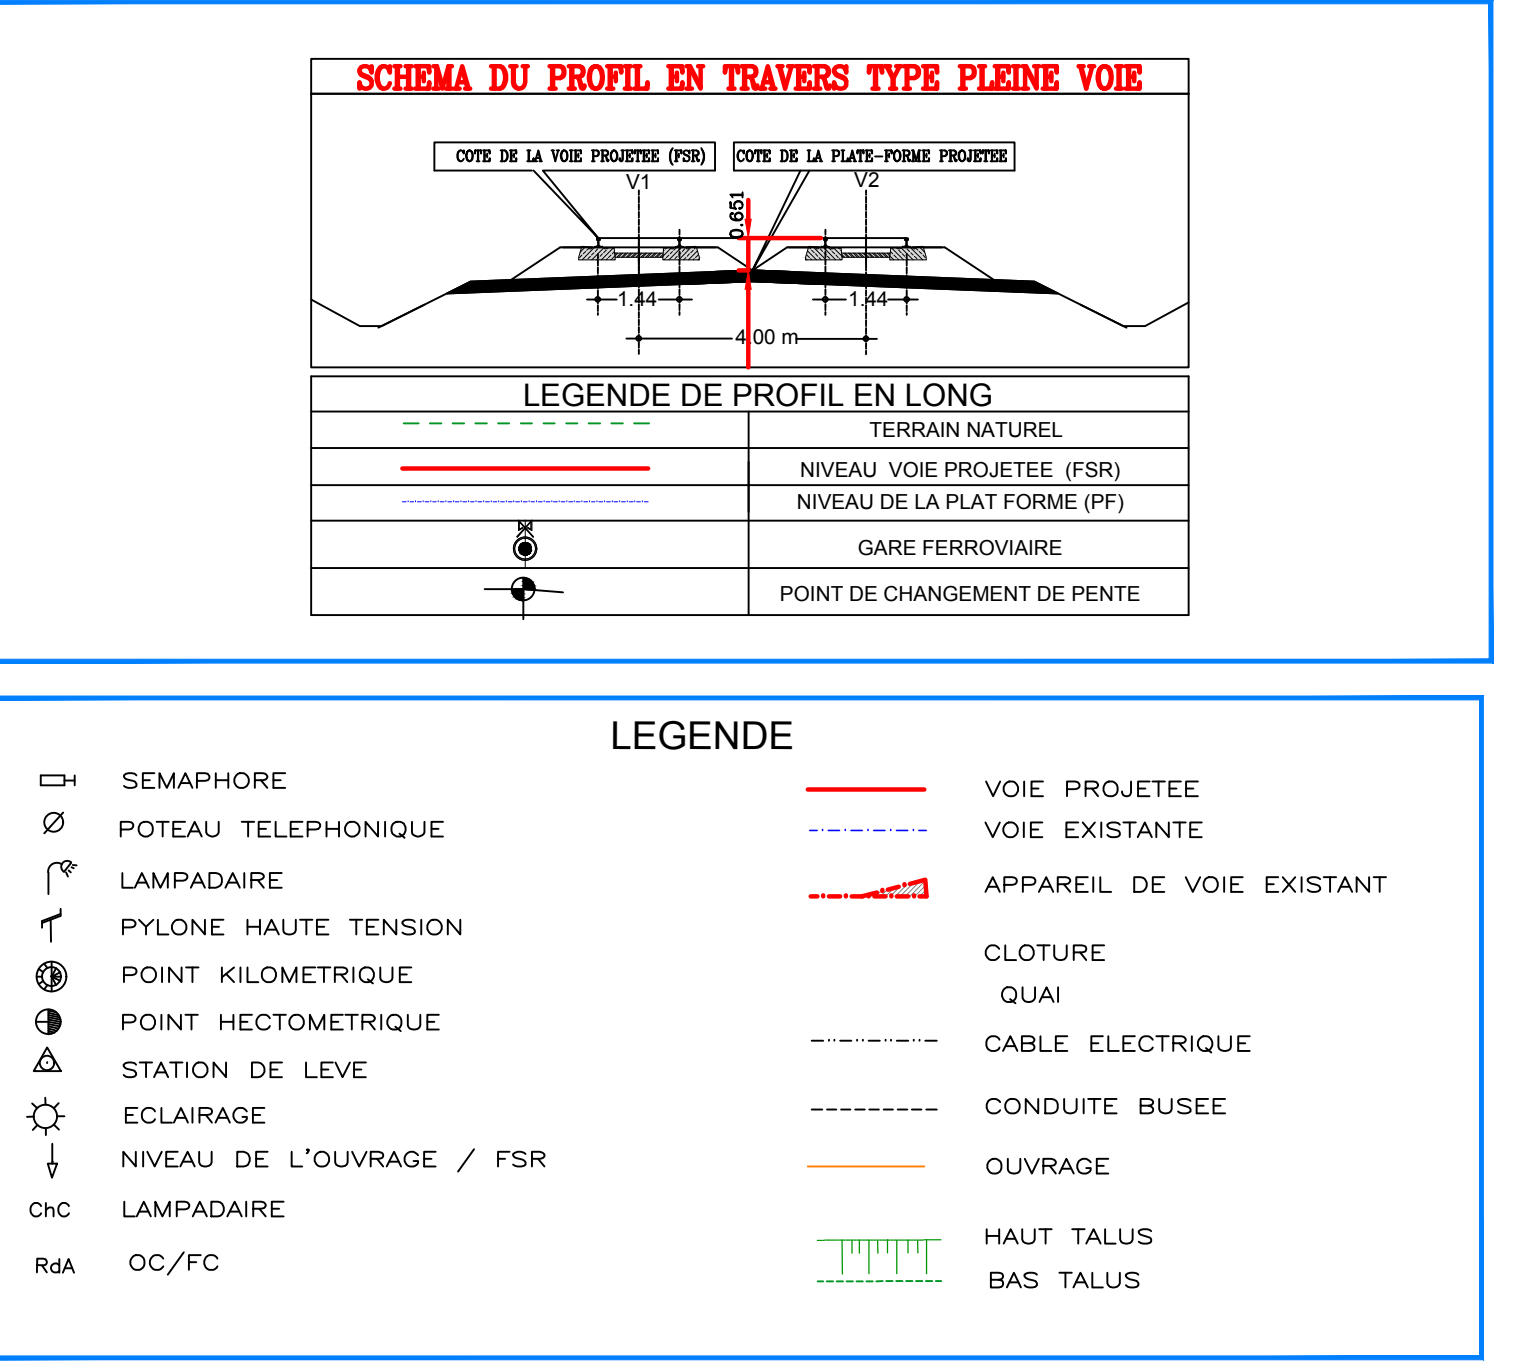 SCHEMA DU PROFIL EN TRAVERS TYPE PLEINE VOIE
COTE DE LA VOIE PROJETEE (FSR)
COTE DE LA PLATE-FORME PROJETEE
V1
V2
0.651
1.44
1.44
4.00 m
LEGENDE DE PROFIL EN LONG
TERRAIN NATUREL
NIVEAU VOIE PROJETEE (FSR)
NIVEAU DE LA PLAT FORME (PF)
GARE FERROVIAIRE
POINT DE CHANGEMENT DE PENTE
LEGENDE
SEMAPHORE
POTEAU TELEPHONIQUE
LAMPADAIRE
PYLONE HAUTE TENSION
POINT KILOMETRIQUE
POINT HECTOMETRIQUE
STATION DE LEVE
ECLAIRAGE
NIVEAU DE L'OUVRAGE / FSR
ChC LAMPADAIRE
RdA OC/FC
VOIE PROJETEE
VOIE EXISTANTE
APPAREIL DE VOIE EXISTANT
CLOTURE
QUAI
CABLE ELECTRIQUE
CONDUITE BUSEE
OUVRAGE
HAUT TALUS
BAS TALUS